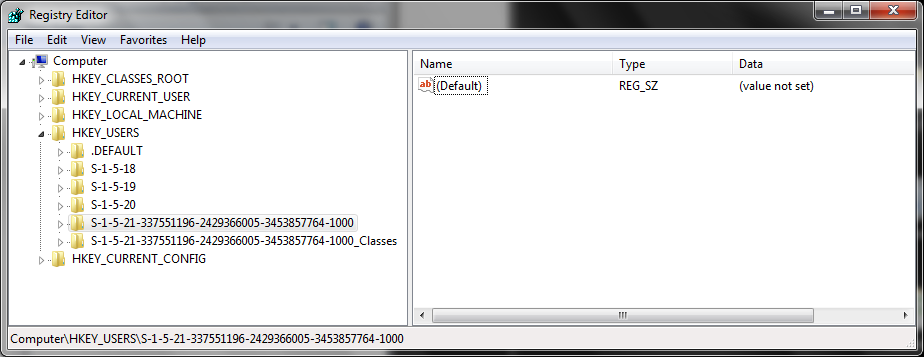 Registry Editor
File Edit View Favorites Help
Computer
HKEY_CLASSES_ROOT
HKEY_CURRENT_USER
HKEY_LOCAL_MACHINE
HKEY_USERS
.DEFAULT
S-1-5-18
S-1-5-19
S-1-5-20
S-1-5-21-337551196-2429366005-3453857764-1000
S-1-5-21-337551196-2429366005-3453857764-1000_Classes
HKEY_CURRENT_CONFIG
Name Type Data
ab (Default) REG_SZ (value not set)
Computer\HKEY_USERS\S-1-5-21-337551196-2429366005-3453857764-1000